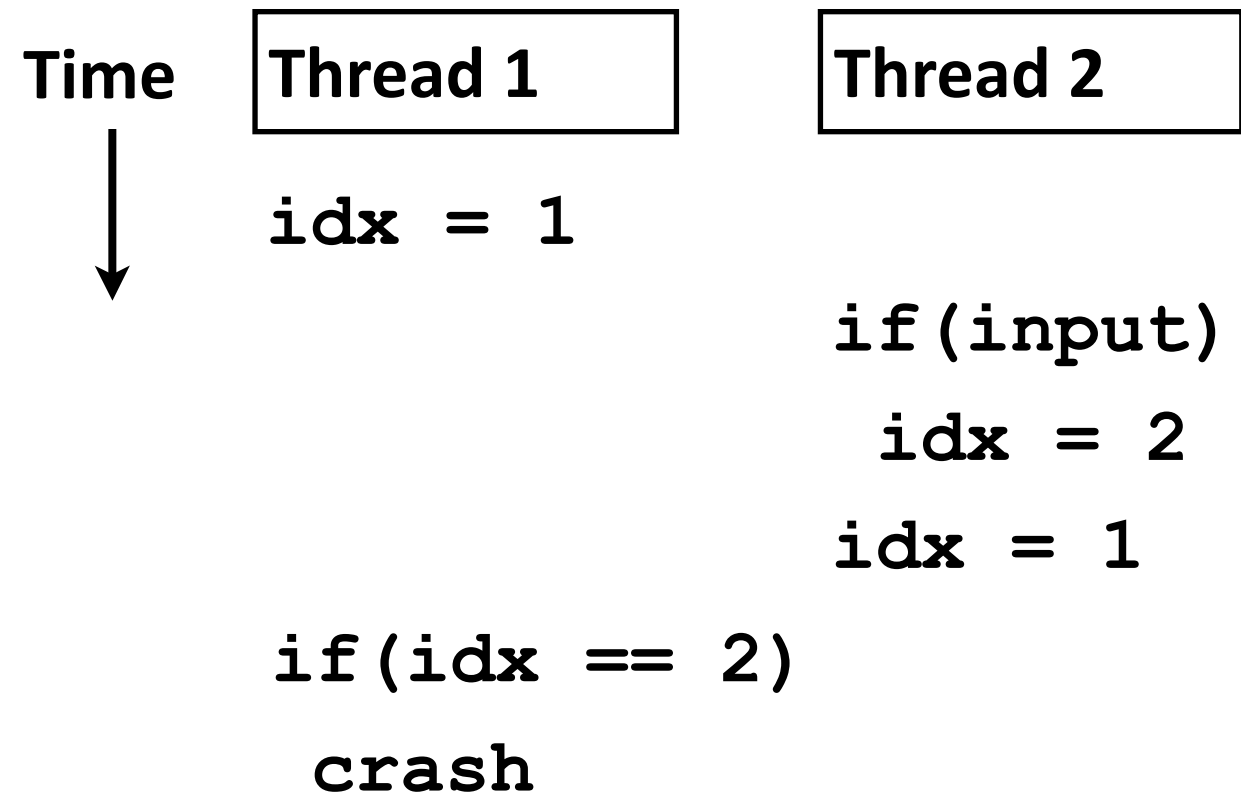 Time
Thread 1
Thread 2
idx = 1
if(input)
idx = 2
idx = 1
if(idx == 2)
crash